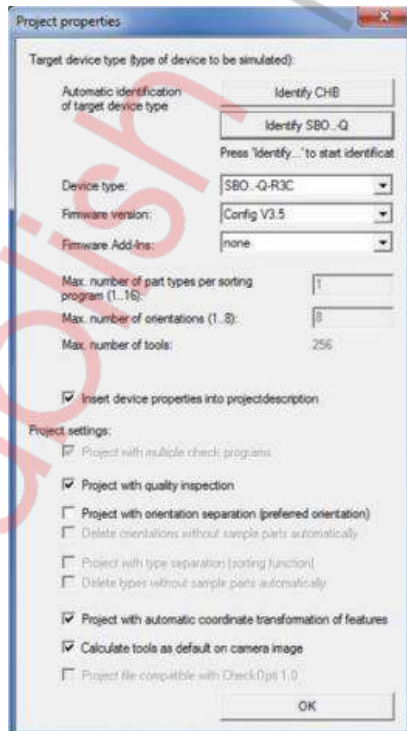 Project properties
Target device type (type of device to be simulated):
Automatic identification
of target device type
Identify CHB
Identify SBO..-Q
Press 'Identify...' to start identificat
Device type:
SBO..-Q-R3C
Firmware version:
Config V3.5
Firmware Add-Ins:
none
Max. number of part types per sorting
program (1..16):
1
Max. number of orientations (1..8):
8
Max. number of tools:
256
Insert device properties into projectdescription
Project settings:
Project with multiple check programs
Project with quality inspection
Project with orientation separation (preferred orientation)
Delete orientations without sample parts automatically
Project with type separation (sorting function)
Delete types without sample parts automatically
Project with automatic coordinate transformation of features
Calculate tools as default on camera image
Project file compatible with CheckOpti 1.0
OK